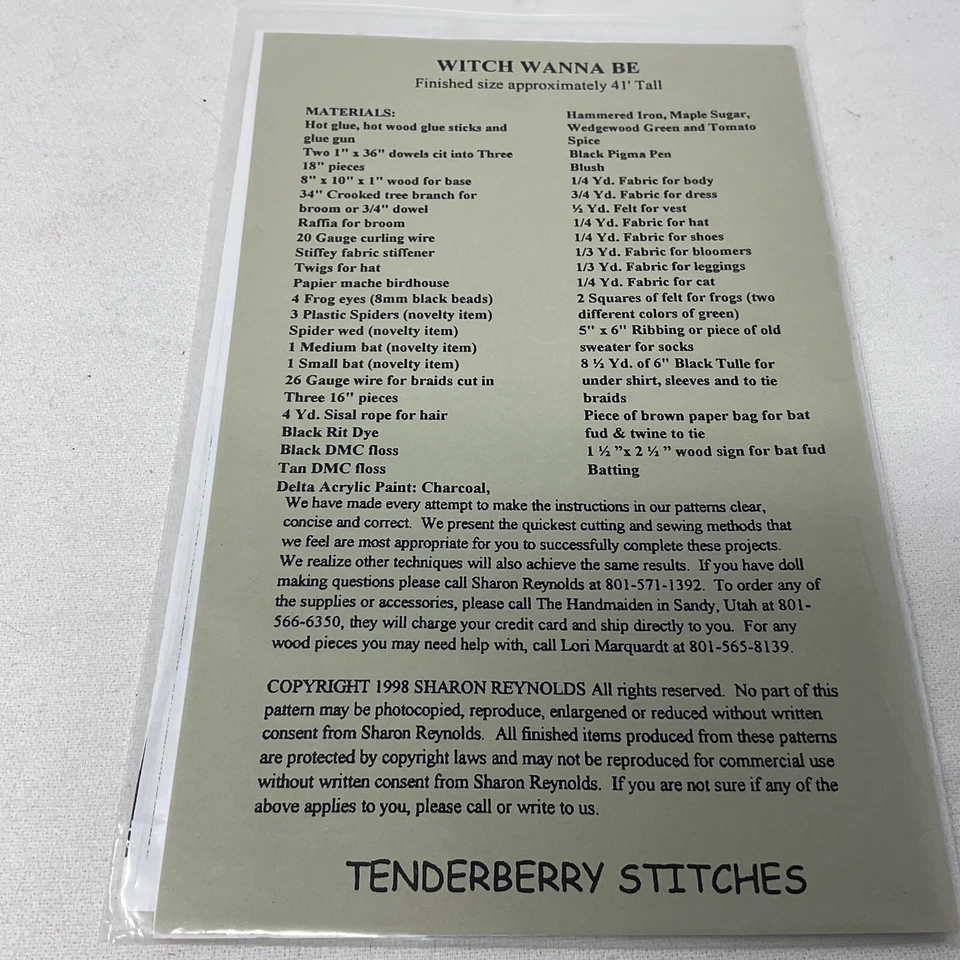 WITCH WANNA BE
Finished size approximately 41' Tall
MATERIALS:
Hot glue, hot wood glue sticks and
glue gun
Two 1" x 36" dowels cit into Three
18" pieces
8" x 10" x 1" wood for base
34" Crooked tree branch for
broom or 3/4" dowel
Raffia for broom
20 Gauge curling wire
Stiffey fabric stiffener
Twigs for hat
Papier mache birdhouse
4 Frog eyes (8mm black beads)
3 Plastic Spiders (novelty item)
Spider wed (novelty item)
1 Medium bat (novelty item)
1 Small bat (novelty item)
26 Gauge wire for braids cut in
Three 16" pieces
4 Yd. Sisal rope for hair
Black Rit Dye
Black DMC floss
Tan DMC floss
Delta Acrylic Paint: Charcoal,
Hammered Iron, Maple Sugar,
Wedgewood Green and Tomato
Spice
Black Pigma Pen
Blush
1/4 Yd. Fabric for body
3/4 Yd. Fabric for dress
½ Yd. Felt for vest
1/4 Yd. Fabric for hat
1/4 Yd. Fabric for shoes
1/3 Yd. Fabric for bloomers
1/3 Yd. Fabric for leggings
1/4 Yd. Fabric for cat
2 Squares of felt for frogs (two
different colors of green)
5" x 6" Ribbing or piece of old
sweater for socks
8 ½ Yd. of 6" Black Tulle for
under shirt, sleeves and to tie
braids
Piece of brown paper bag for bat
fud & twine to tie
1 ½ "x 2 ½ " wood sign for bat fud
Batting
We have made every attempt to make the instructions in our patterns clear,
concise and correct. We present the quickest cutting and sewing methods that
we feel are most appropriate for you to successfully complete these projects.
We realize other techniques will also achieve the same results. If you have doll
making questions please call Sharon Reynolds at 801-571-1392. To order any of
the supplies or accessories, please call The Handmaiden in Sandy, Utah at 801-
566-6350, they will charge your credit card and ship directly to you. For any
wood pieces you may need help with, call Lori Marquardt at 801-565-8139.
COPYRIGHT 1998 SHARON REYNOLDS All rights reserved. No part of this
pattern may be photocopied, reproduce, enlargened or reduced without written
consent from Sharon Reynolds. All finished items produced from these patterns
are protected by copyright laws and may not be reproduced for commercial use
without written consent from Sharon Reynolds. If you are not sure if any of the
above applies to you, please call or write to us.
TENDERBERRY STITCHES